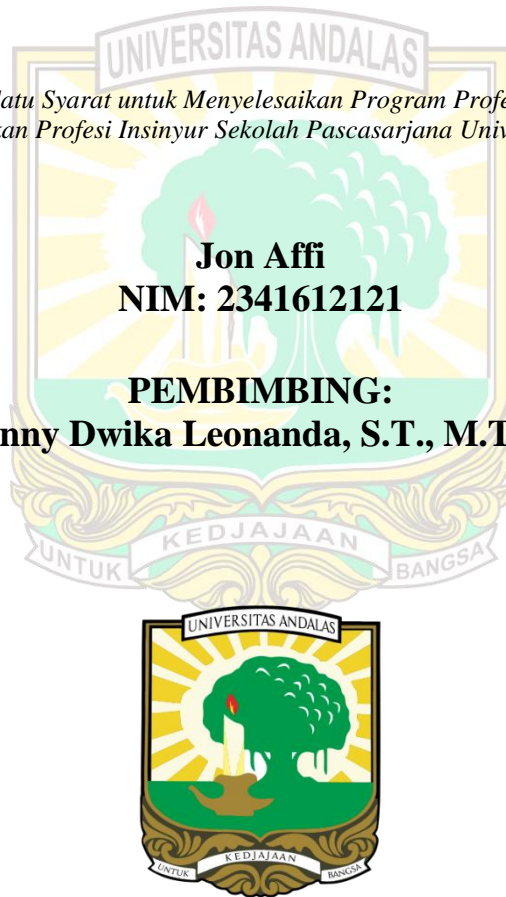 UNIVERSITAS ANDALAS
atu Syarat untuk Menyelesaikan Program Profe
an Profesi Insinyur Sekolah Pascasarjana Univ
Jon Affi
NIM: 2341612121
PEMBIMBING:
nny Dwika Leonanda, S.T., M.T
UNTUK KEDJAJAAN BANGSA
UNIVERSITAS ANDALAS
UNTUK KEDJAJAAN BANGSA